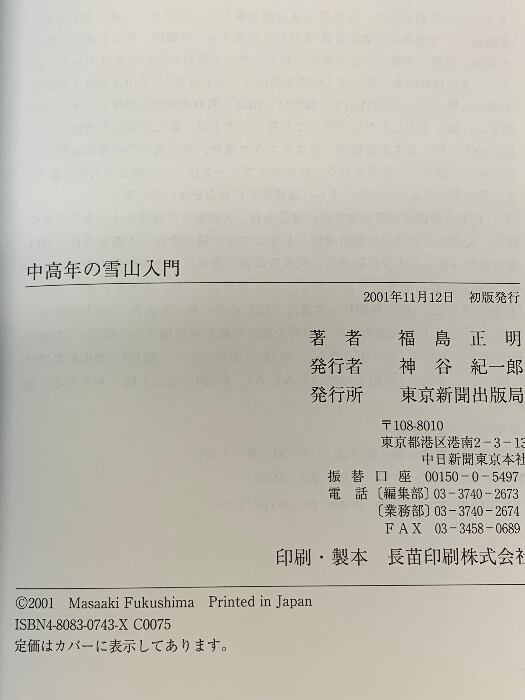 中高年の雪山入門
2001年11月12日　初版発行
著者　福島正明
発行者　神谷紀一郎
発行所　東京新聞出版局
〒108-8010
東京都港区港南2-3-13
中日新聞東京本社
振替口座　00150-0-5497
電話〔編集部〕03-3740-2673
〔業務部〕03-3740-2674
FAX　03-3458-0689
印刷・製本　長苗印刷株式会社
©2001　Masaaki Fukushima　Printed in Japan
ISBN4-8083-0743-X C0075
定価はカバーに表示してあります。